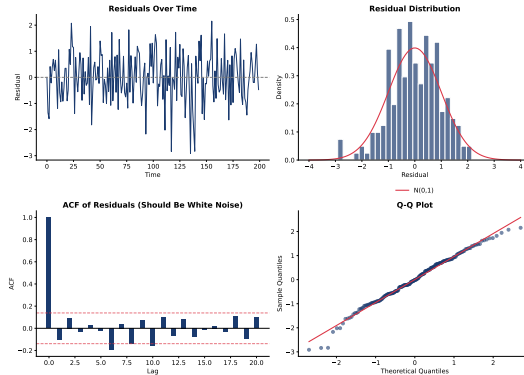 Residuals Over Time
Residual
2
1
0
−1
−2
−3
0 25 50 75 100 125 150 175 200
Time
Residual Distribution
Density
0.5
0.4
0.3
0.2
0.1
0.0
−4 −3 −2 −1 0 1 2 3 4
Residual
N(0,1)
ACF of Residuals (Should Be White Noise)
ACF
1.0
0.8
0.6
0.4
0.2
0.0
−0.2
0.0 2.5 5.0 7.5 10.0 12.5 15.0 17.5 20.0
Lag
Q-Q Plot
Sample Quantiles
2
1
0
−1
−2
−3
−2 −1 0 1 2
Theoretical Quantiles